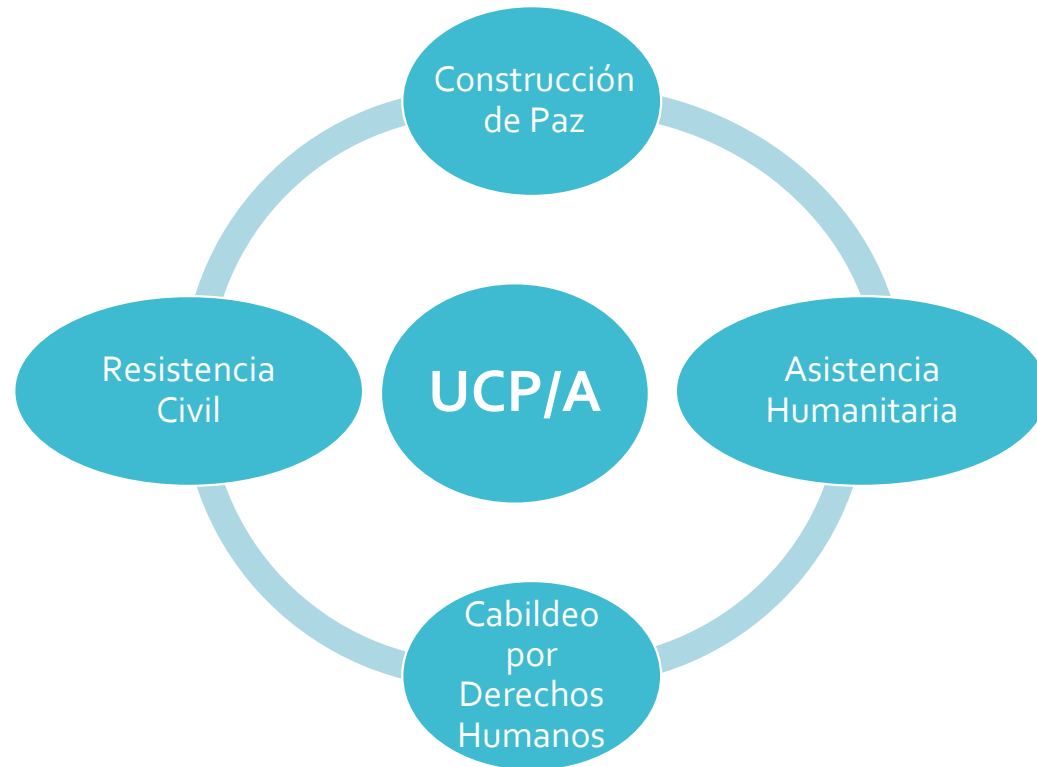 Construcción
de Paz
Resistencia
Civil
UCP/A
Asistencia
Humanitaria
Cabildeo
por
Derechos
Humanos